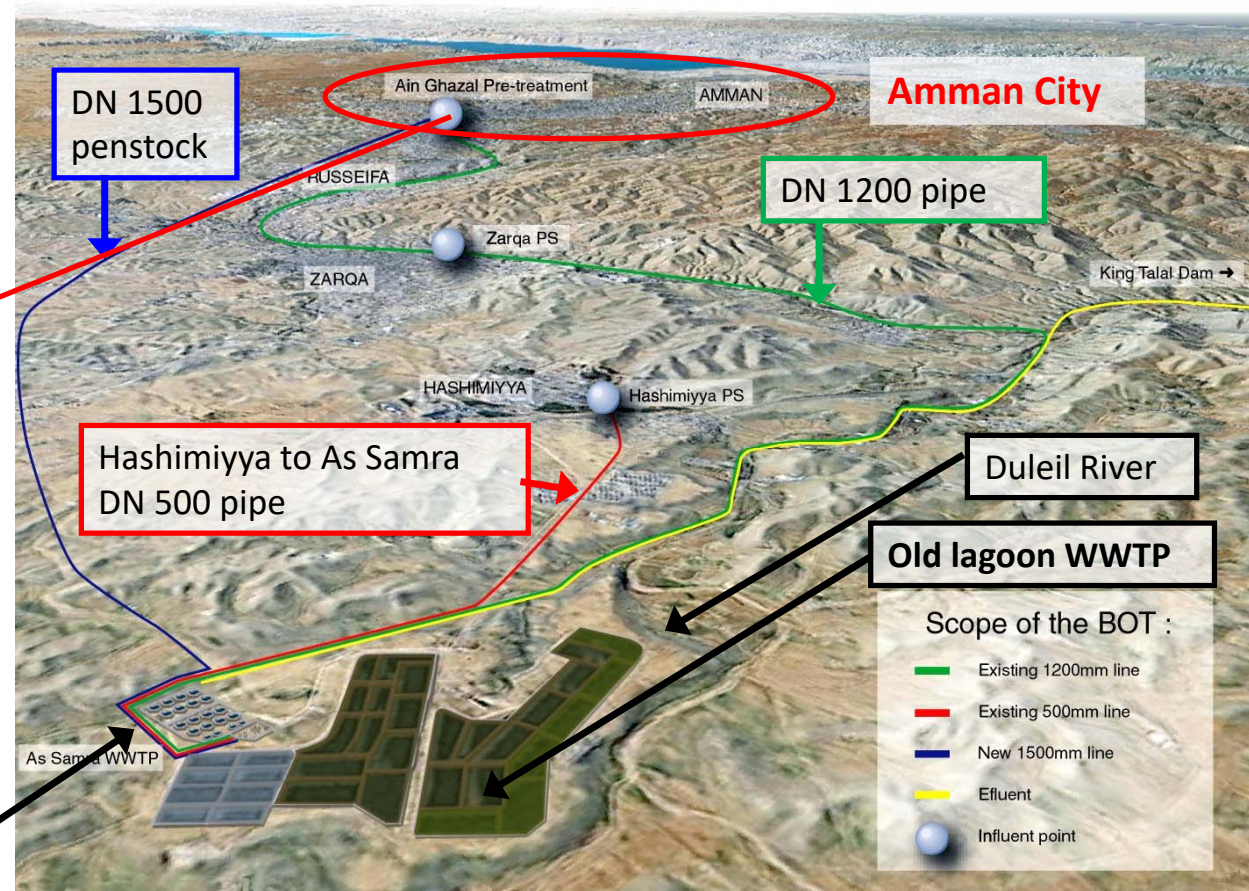 Ain Ghazal Pre-treatment
AMMAN
Amman City
DN 1500
penstock
RUSSEIFA
DN 1200 pipe
Zarqa PS
ZARQA
King Talal Dam →
HASHIMIYYA
Hashimiyya PS
Hashimiyya to As Samra
DN 500 pipe
Duleil River
Old lagoon WWTP
Scope of the BOT :
Existing 1200mm line
Existing 500mm line
New 1500mm line
Efluent
Influent point
As Samra WWTP